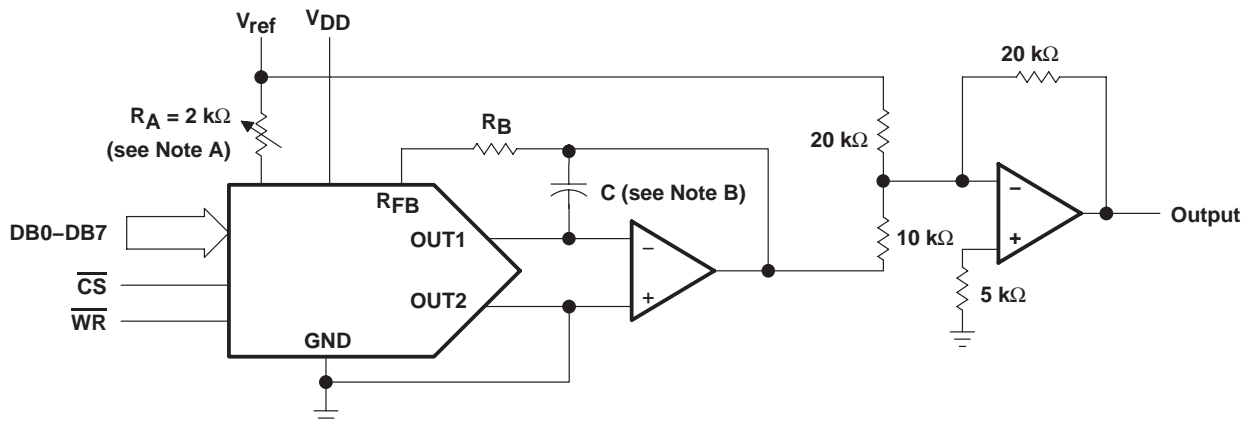 Vref
VDD
20 kΩ
RA = 2 kΩ
(see Note A)
RB
20 kΩ
RFB
C (see Note B)
−
Output
DB0–DB7
OUT1
−
10 kΩ
+
CS
OUT2
+
5 kΩ
WR
GND